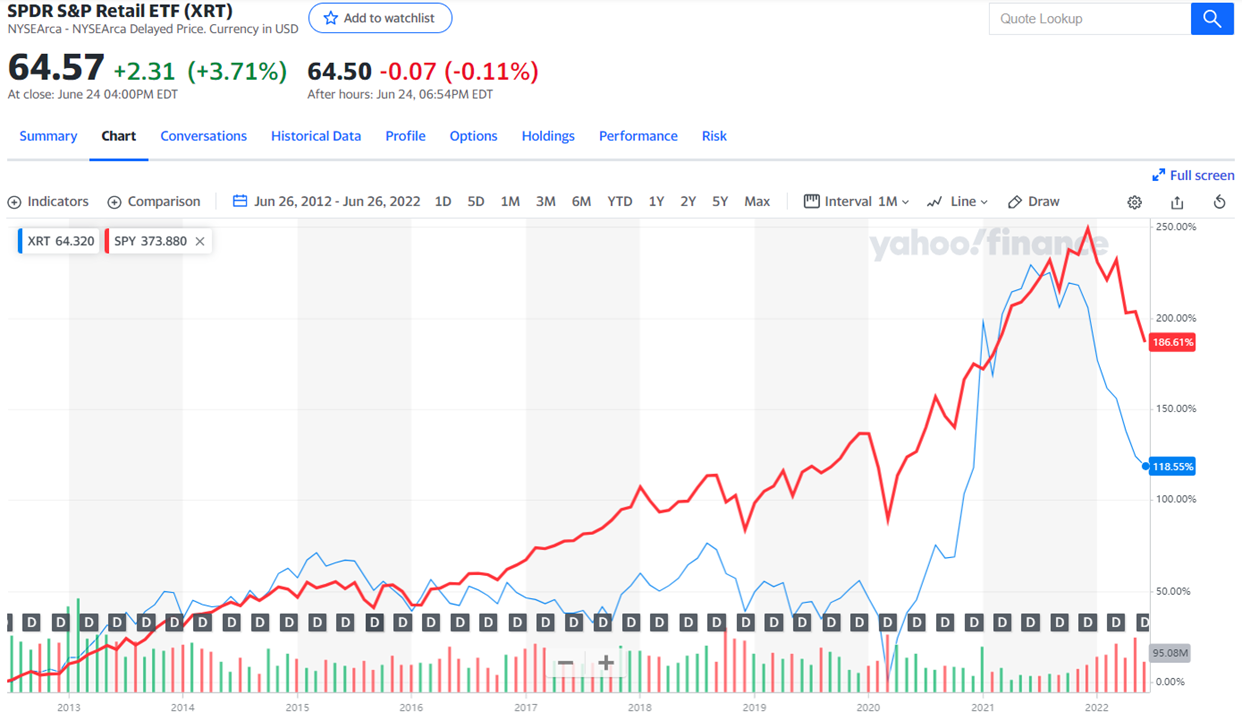 SPDR S&P Retail ETF (XRT)
NYSEArca - NYSEArca Delayed Price. Currency in USD
Add to watchlist
Quote Lookup
64.57 +2.31 (+3.71%)
At close: June 24 04:00PM EDT
64.50 -0.07 (-0.11%)
After hours: Jun 24, 06:54PM EDT
Summary Chart Conversations Historical Data Profile Options Holdings Performance Risk
Full screen
Indicators Comparison Jun 26, 2012 - Jun 26, 2022 1D 5D 1M 3M 6M YTD 1Y 2Y 5Y Max Interval 1M Line Draw
XRT 64.320 SPY 373.880
yahoo!finance
250.00%
200.00%
186.61%
150.00%
118.55%
100.00%
50.00%
D D D D D D D D D D D D D D D D D D D D D D D D D D D D D D D D D D D D D D D D
95.08M
0.00%
2013 2014 2015 2016 2017 2018 2019 2020 2021 2022